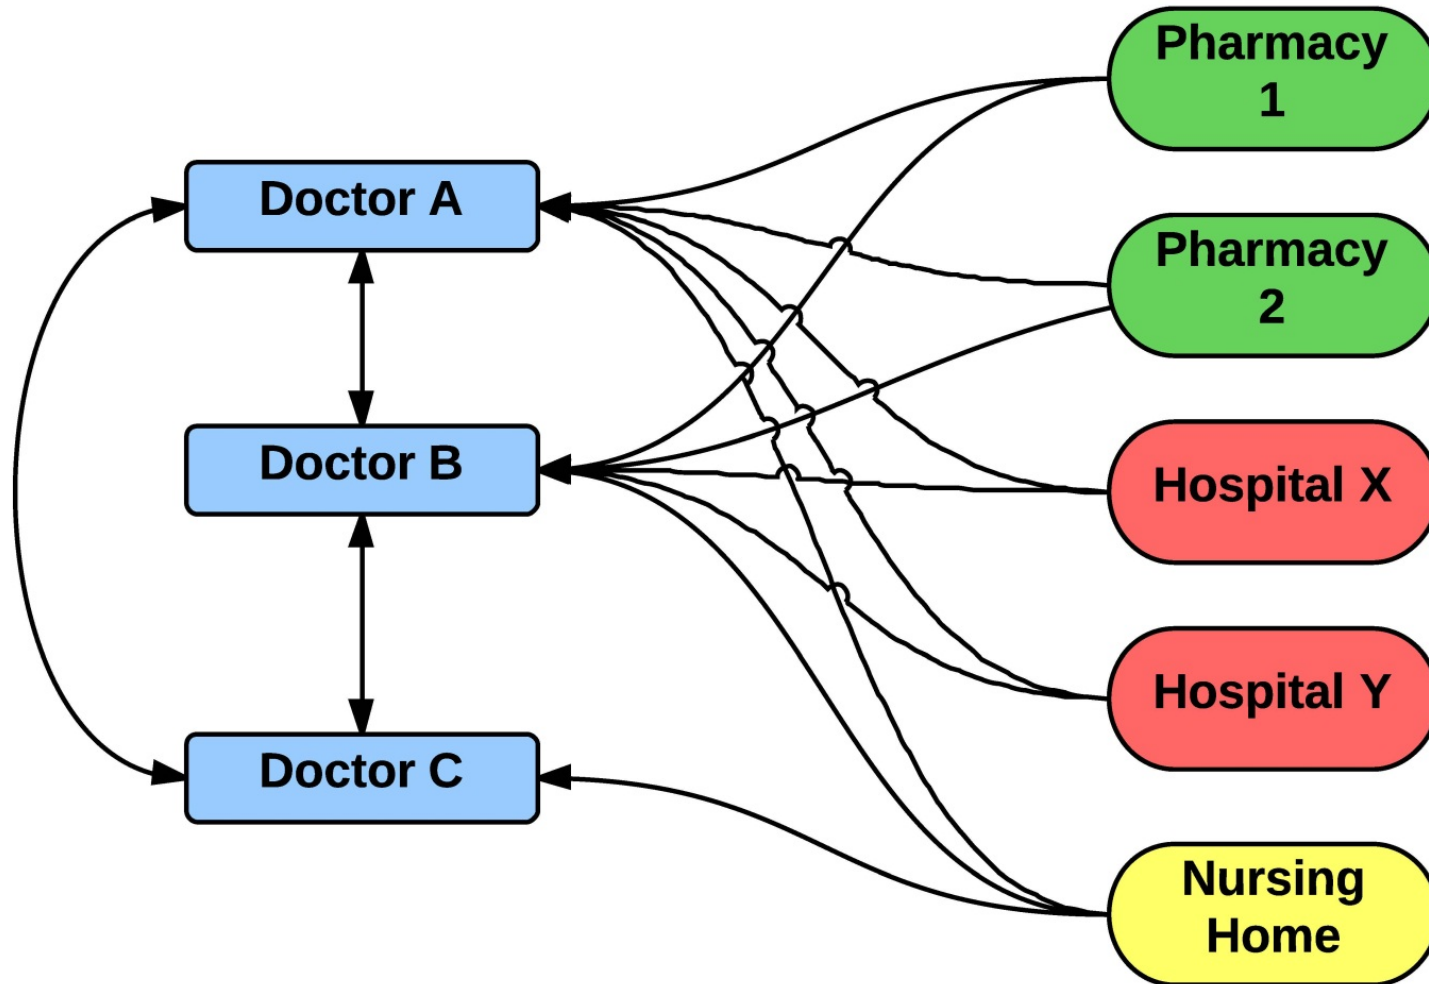 Pharmacy
1
Doctor A
Pharmacy
2
Doctor B
Hospital X
Hospital Y
Doctor C
Nursing
Home